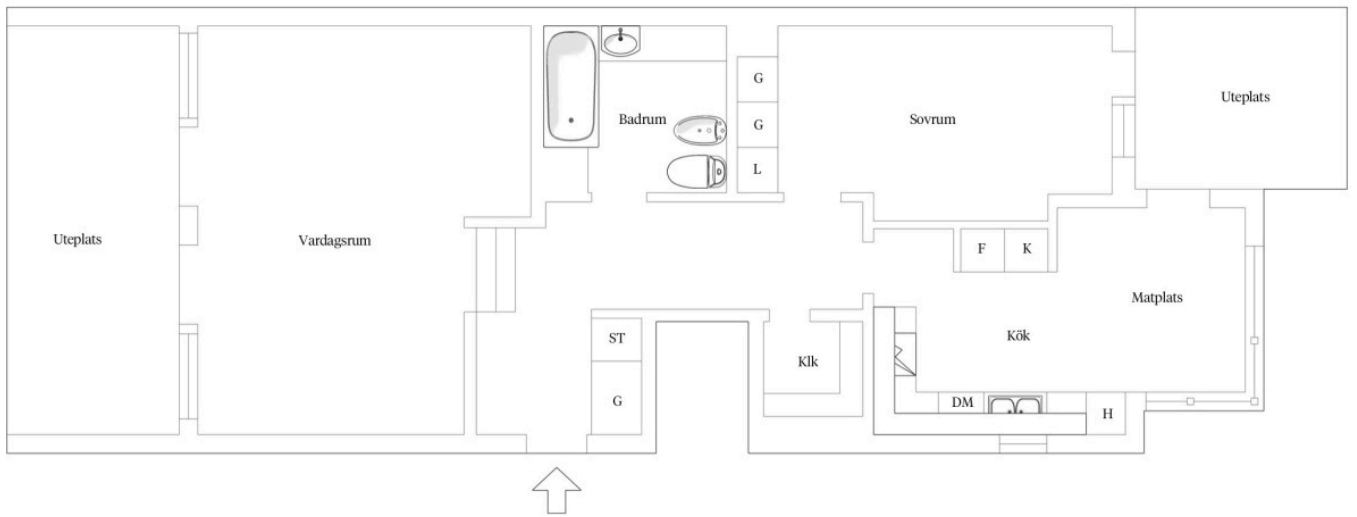 G
Uteplats
Badrum
G
Sovrum
L
Uteplats
Vardagsrum
F
K
Matplats
ST
Klk
Kök
G
DM
H